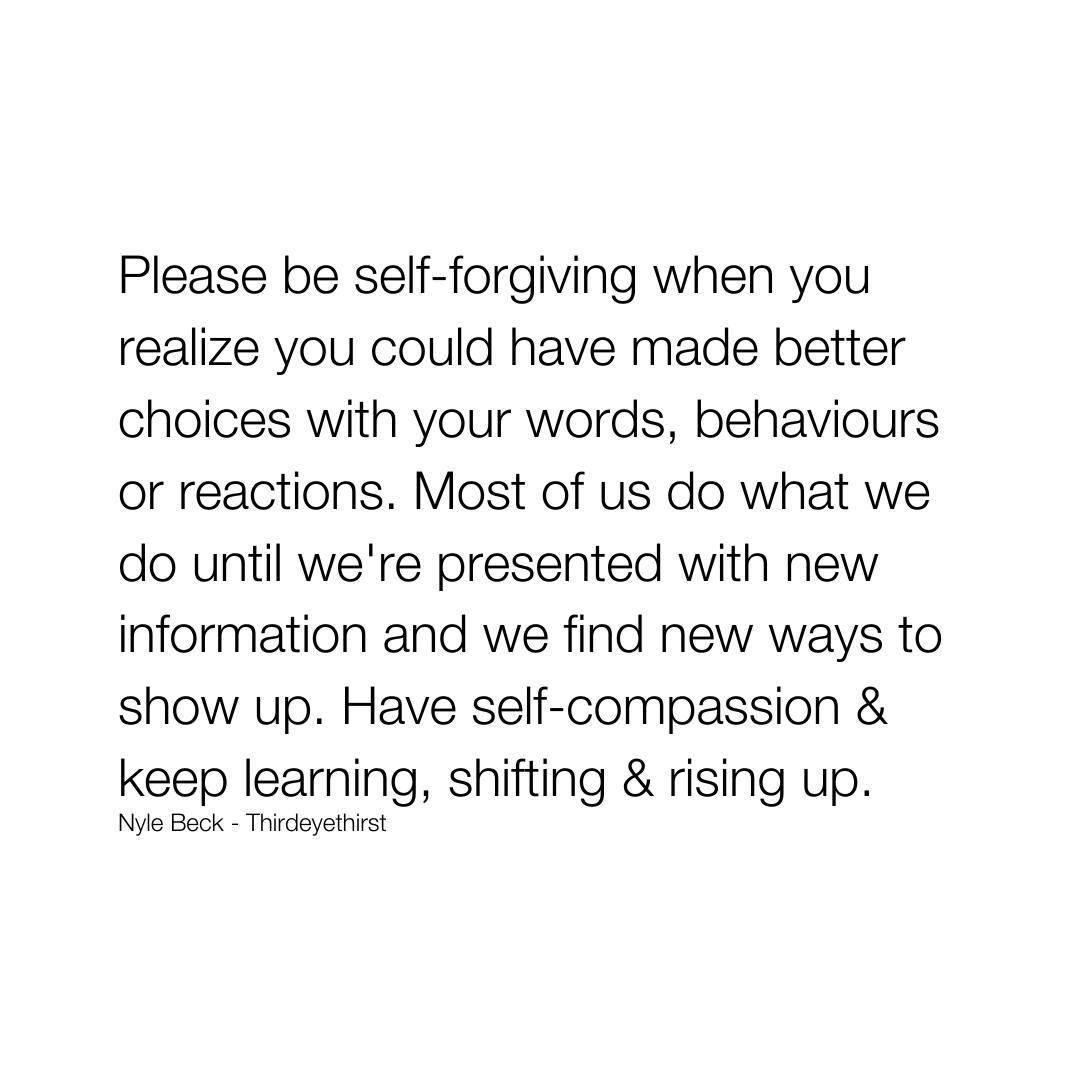 Please be self-forgiving when you
realize you could have made better
choices with your words, behaviours
or reactions. Most of us do what we
do until we're presented with new
information and we find new ways to
show up. Have self-compassion &
keep learning, shifting & rising up.
Nyle Beck - Thirdeyethirst